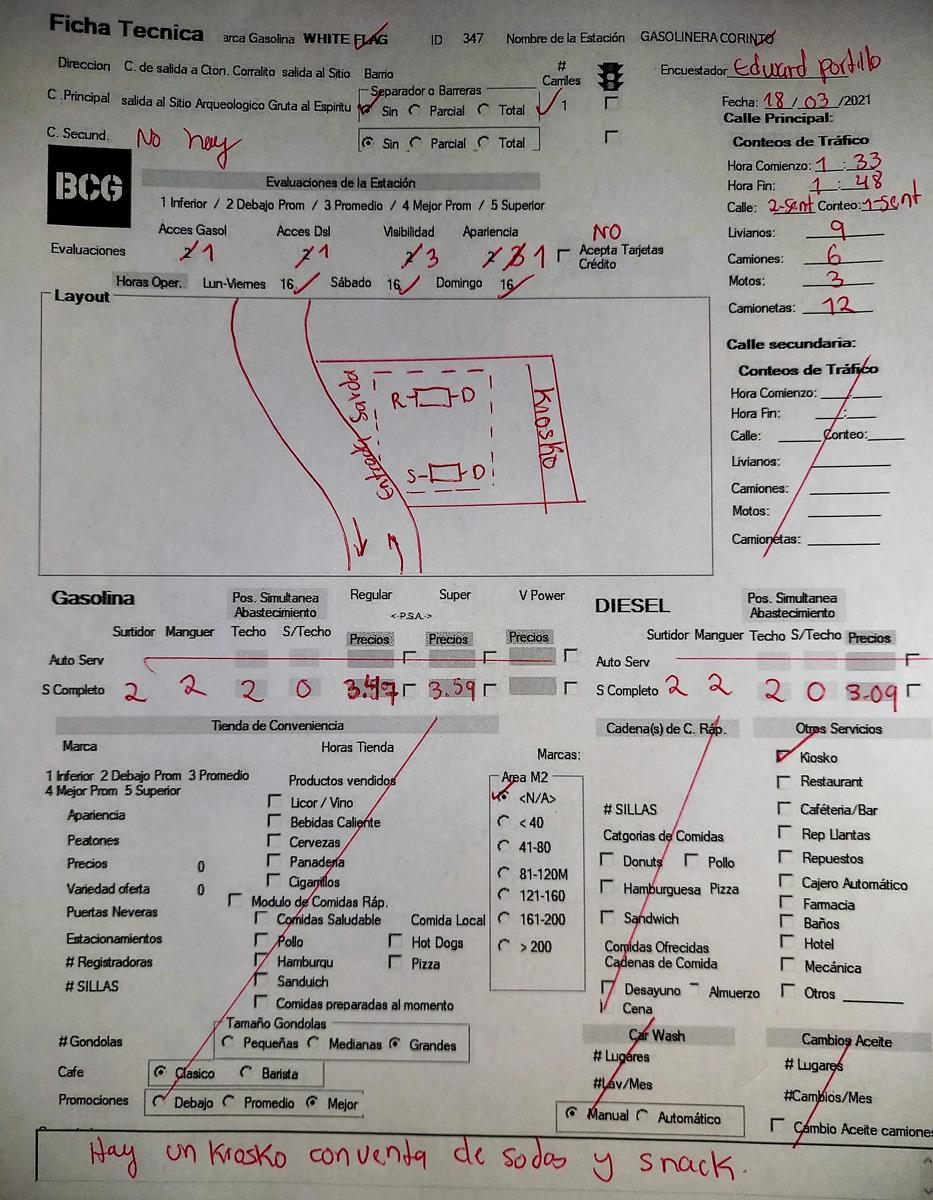 Ficha Tecnica arca Gasolina WHITE FLAG ID 347 Nombre de la Estación GASOLINERA CORINTO
Direccion C. de salida a Cton. Corralito salida al Sitio Barrio # Carriles Encuestador Edward Portillo
Separador o Barreras
C .Principal salida al Sitio Arqueologico Gruta al Espiritu Sin Parcial Total 1 Fecha: 18 / 03 /2021
C. Secund. No hay Sin Parcial Total
BCG
Evaluaciones de la Estación
1 Inferior / 2 Debajo Prom / 3 Promedio / 4 Mejor Prom / 5 Superior
Acces Gasol Acces Dsl Visibilidad Apariencia NO
Evaluaciones 1 1 3 1 Acepta Tarjetas Crédito
Horas Oper. Lun-Viernes 16 Sábado 16 Domingo 16
Calle Principal:
Conteos de Tráfico
Hora Comienzo: 1 : 33
Hora Fin: 1 : 48
Calle: 2-sent Conteo: 1-sent
Livianos: 9
Camiones: 6
Motos: 3
Camionetas: 12
Layout
Entrada Salida
R D
S D
Kiosko
Calle secundaria:
Conteos de Tráfico
Hora Comienzo: :
Hora Fin: :
Calle: Conteo:
Livianos:
Camiones:
Motos:
Camionetas:
Gasolina Pos. Simultanea Abastecimiento Regular Super V Power
<-P.S.A.->
Surtidor Manguer Techo S/Techo Precios Precios Precios
Auto Serv
S Completo 2 2 2 0 3.47 3.59
DIESEL Pos. Simultanea Abastecimiento
Surtidor Manguer Techo S/Techo Precios
Auto Serv
S Completo 2 2 2 0 3.09
Tienda de Conveniencia
Marca Horas Tienda
1 Inferior 2 Debajo Prom 3 Promedio
4 Mejor Prom 5 Superior
Apariencia
Peatones
Precios 0
Variedad oferta 0
Puertas Neveras
Estacionamientos
# Registradoras
# SILLAS
Productos vendidos
Licor / Vino
Bebidas Caliente
Cervezas
Panaderia
Cigarrillos
Modulo de Comidas Ráp.
Comidas Saludable Comida Local
Pollo Hot Dogs
Hamburqu Pizza
Sanduich
Comidas preparadas al momento
Marcas:
Area M2
<N/A>
< 40
41-80
81-120M
121-160
161-200
> 200
Tamaño Gondolas
# Gondolas Pequeñas Medianas Grandes
Cafe Clasico Barista
Promociones Debajo Promedio Mejor
Cadena(s) de C. Ráp.
# SILLAS
Catgorias de Comidas
Donuts Pollo
Hamburguesa Pizza
Sandwich
Comidas Ofrecidas
Cadenas de Comida
Desayuno Almuerzo
Cena
Car Wash
# Lugares
#Lav/Mes
Manual Automático
Otros Servicios
Kiosko
Restaurant
Caféteria/Bar
Rep Llantas
Repuestos
Cajero Automático
Farmacia
Baños
Hotel
Mecánica
Otros
Cambios Aceite
# Lugares
#Cambios/Mes
Cambio Aceite camione
Hay un Kiosko con venta de sodas y snack.